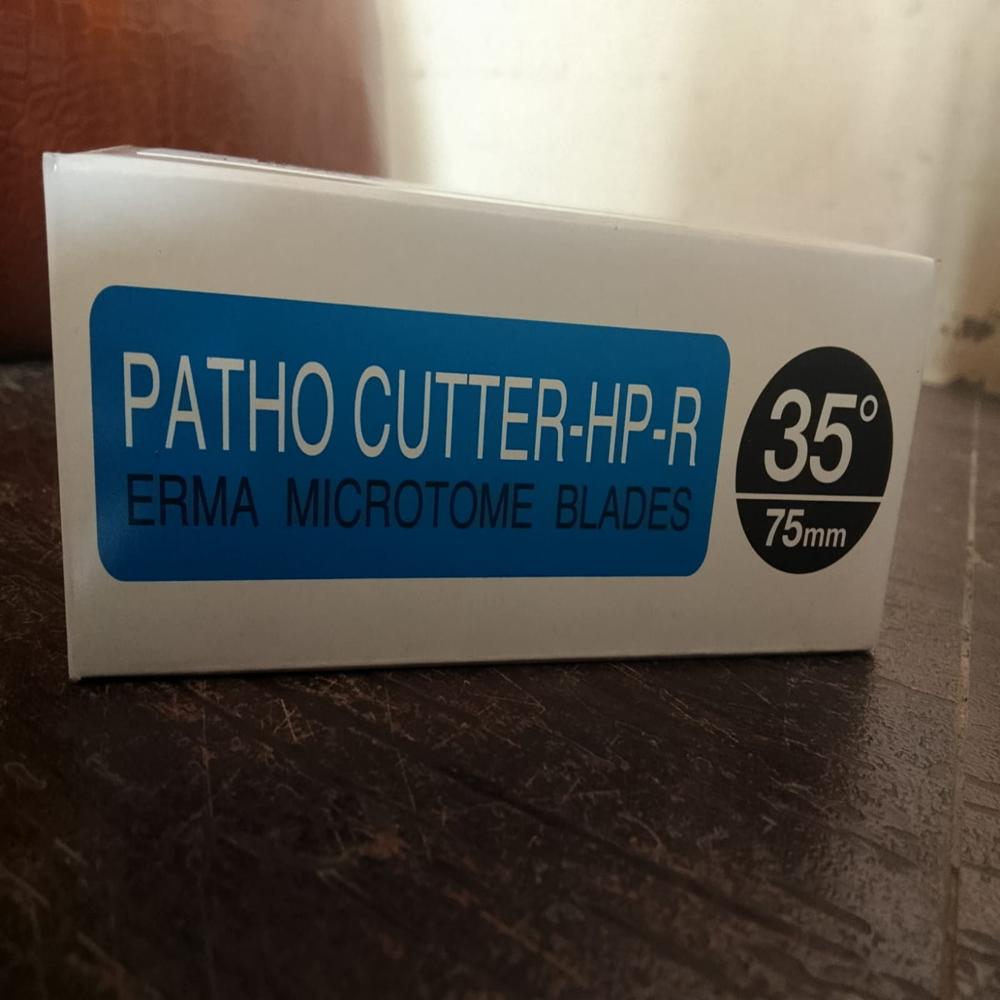 PATHO CUTTER-HP-R
ERMA MICROTOME BLADES
35°
75mm